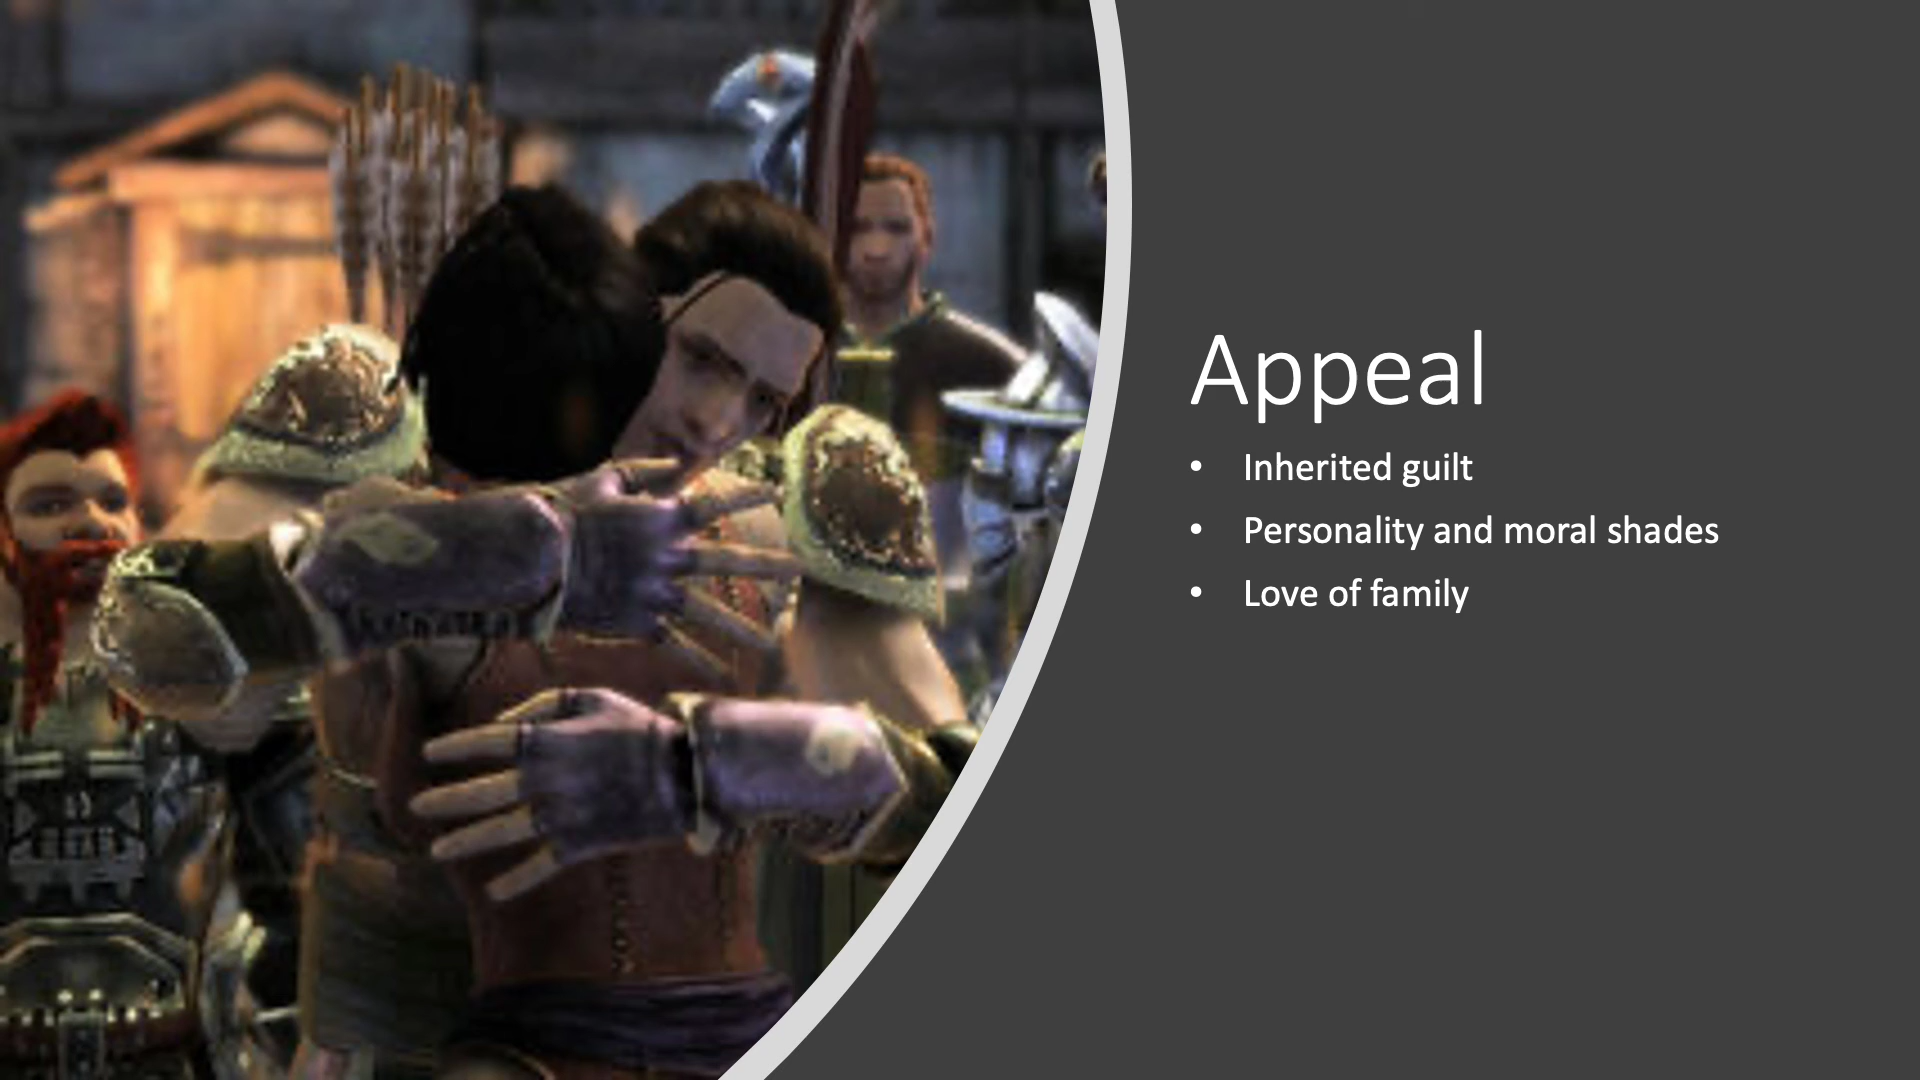 Appeal
• Inherited guilt
• Personality and moral shades
• Love of family